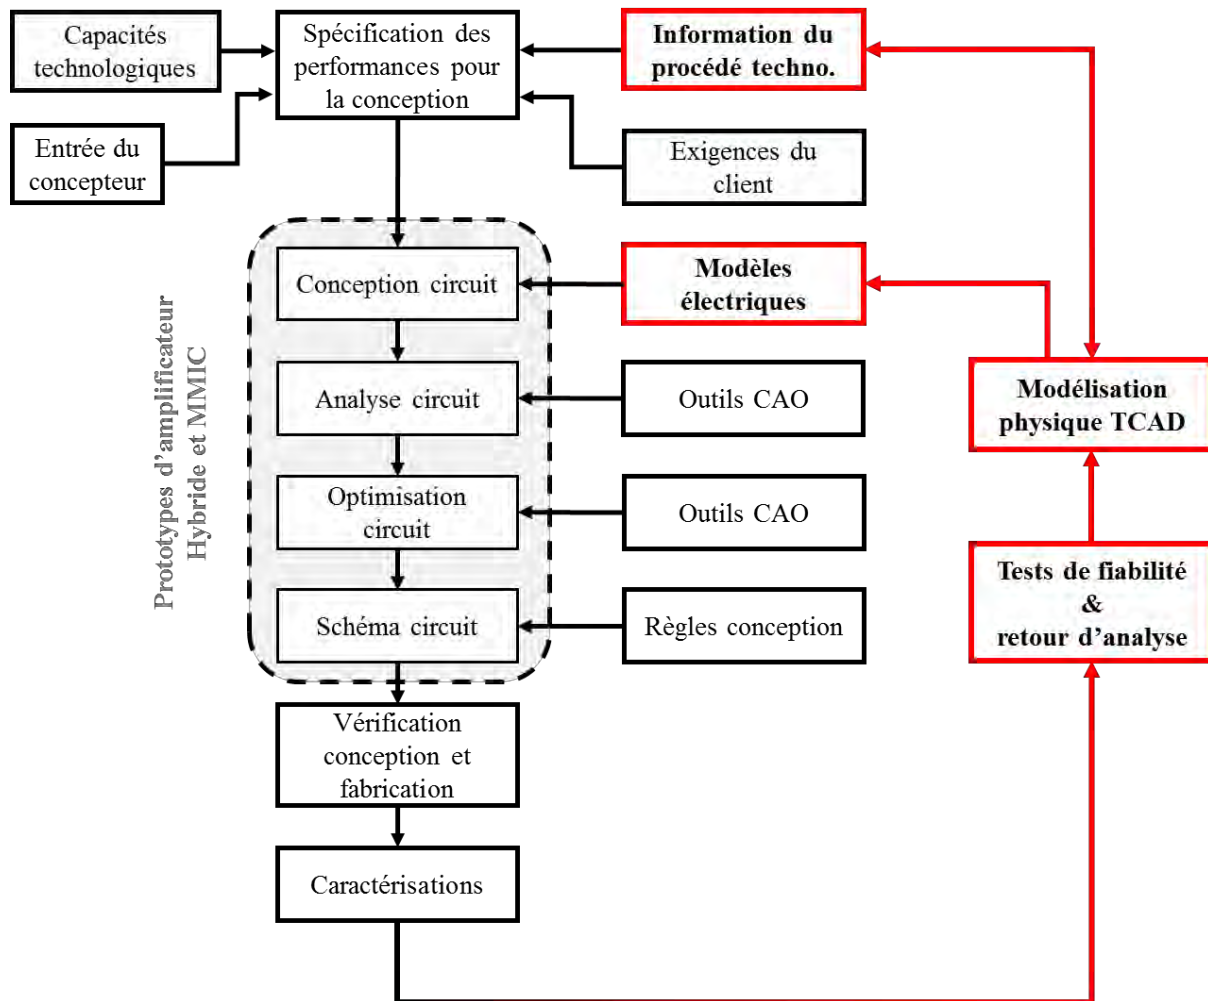 Capacités
technologiques
Spécification des
performances pour
la conception
Information du
procédé techno.
Entrée du
concepteur
Exigences du
client
Prototypes d’amplificateur
Hybride et MMIC
Conception circuit
Modèles
électriques
Analyse circuit
Outils CAO
Modélisation
physique TCAD
Optimisation
circuit
Outils CAO
Tests de fiabilité
&
retour d’analyse
Schéma circuit
Règles conception
Vérification
conception et
fabrication
Caractérisations